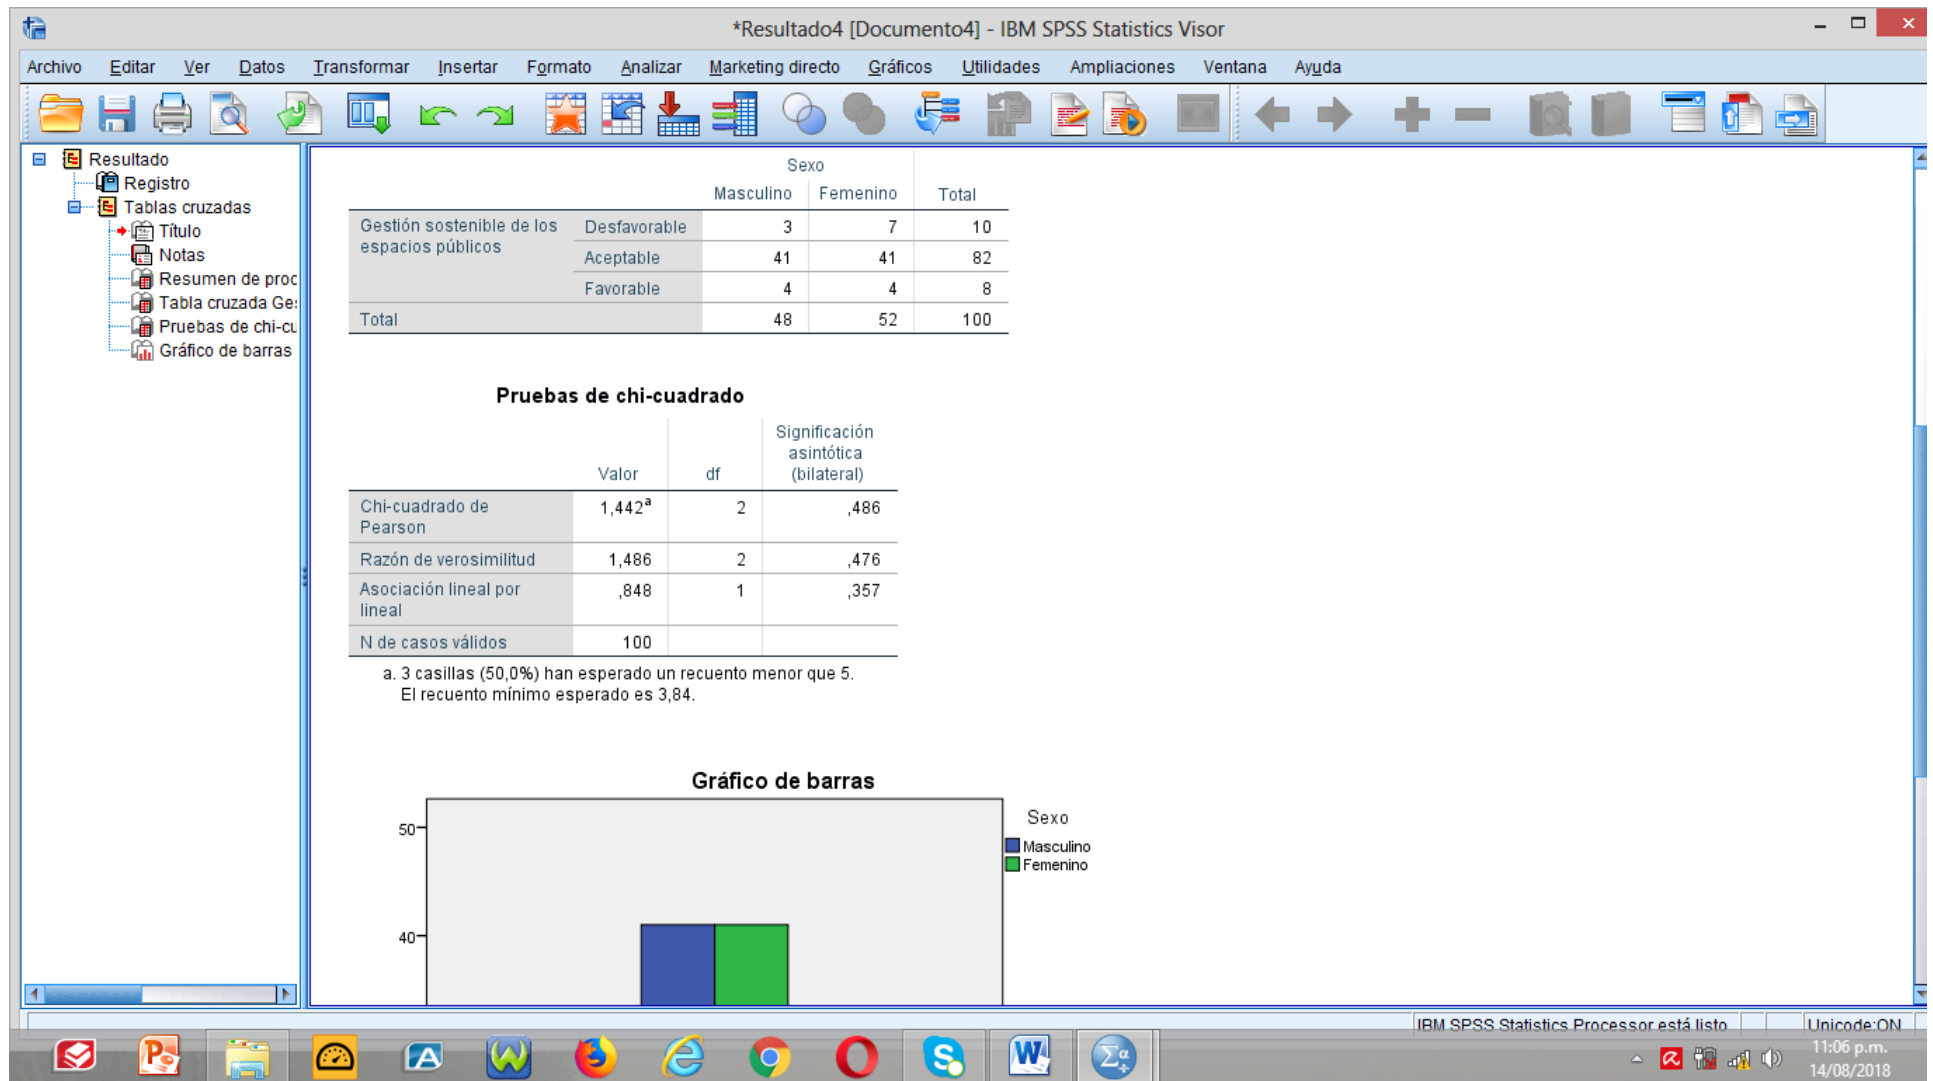 *Resultado4 [Documento4] - IBM SPSS Statistics Visor
Archivo Editar Ver Datos Transformar Insertar Formato Analizar Marketing directo Gráficos Utilidades Ampliaciones Ventana Ayuda
Resultado
Registro
Tablas cruzadas
Título
Notas
Resumen de proc
Tabla cruzada Ge
Pruebas de chi-cu
Gráfico de barras
Sexo
Masculino Femenino Total
Gestión sostenible de los espacios públicos Desfavorable 3 7 10
Aceptable 41 41 82
Favorable 4 4 8
Total 48 52 100
Pruebas de chi-cuadrado
Valor df Significación asintótica (bilateral)
Chi-cuadrado de Pearson 1,442a 2 ,486
Razón de verosimilitud 1,486 2 ,476
Asociación lineal por lineal ,848 1 ,357
N de casos válidos 100
a. 3 casillas (50,0%) han esperado un recuento menor que 5.
El recuento mínimo esperado es 3,84.
Gráfico de barras
50
40
Sexo
Masculino
Femenino
IBM SPSS Statistics Processor está listo Unicode:ON
11:06 p.m.
14/08/2018